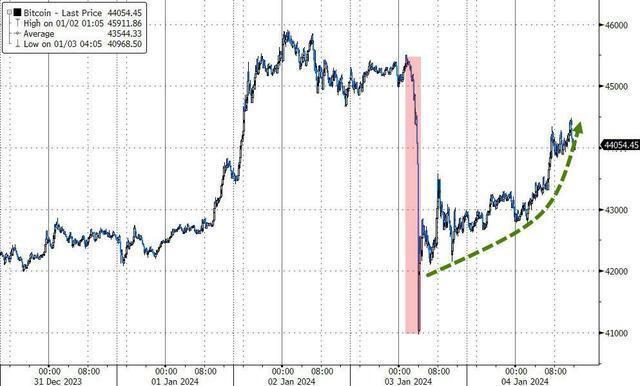 Bitcoin - Last Price 44054.45
High on 01/02 01:05 45911.86
Average 43544.33
Low on 01/03 04:05 40968.50
46000
45000
44054.45
43000
42000
41000
00:00 08:00 00:00 08:00 00:00 08:00 00:00 08:00 00:00 08:00
31 Dec 2023 01 Jan 2024 02 Jan 2024 03 Jan 2024 04 Jan 2024